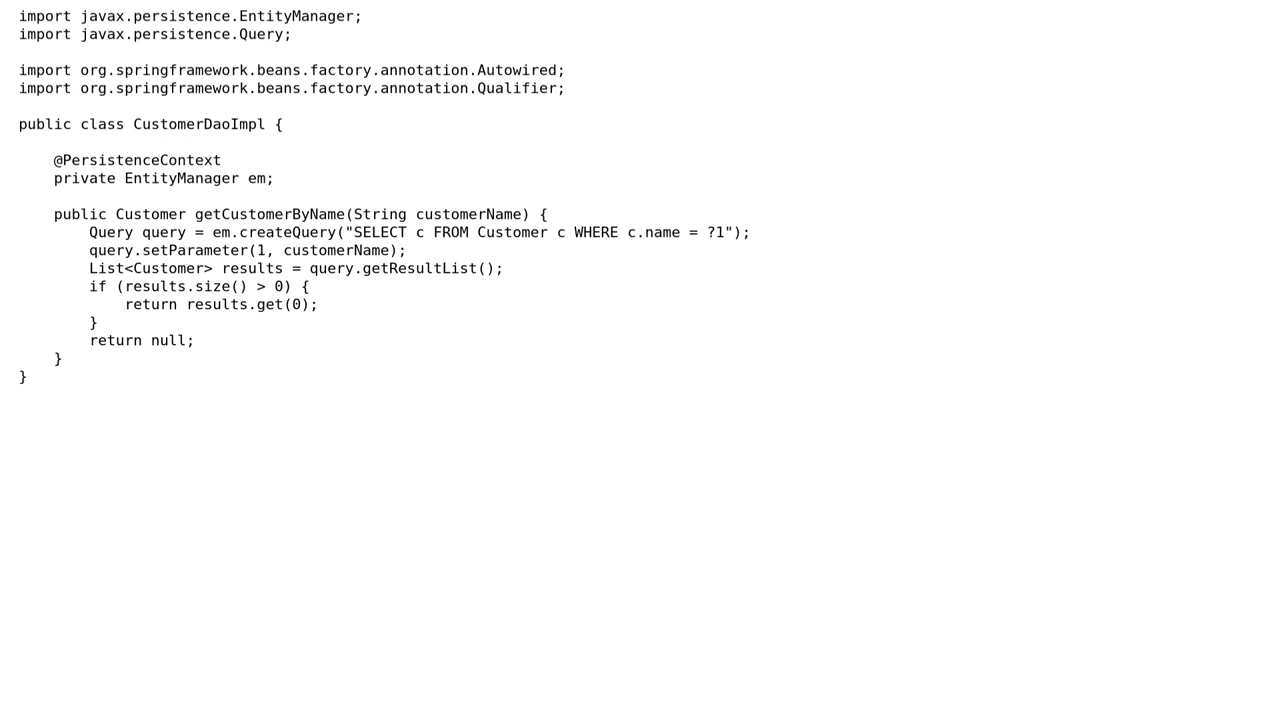 import javax.persistence.EntityManager;
import javax.persistence.Query;

import org.springframework.beans.factory.annotation.Autowired;
import org.springframework.beans.factory.annotation.Qualifier;

public class CustomerDaoImpl {

    @PersistenceContext
    private EntityManager em;

    public Customer getCustomerByName(String customerName) {
        Query query = em.createQuery("SELECT c FROM Customer c WHERE c.name = ?1");
        query.setParameter(1, customerName);
        List<Customer> results = query.getResultList();
        if (results.size() > 0) {
            return results.get(0);
        }
        return null;
    }
}